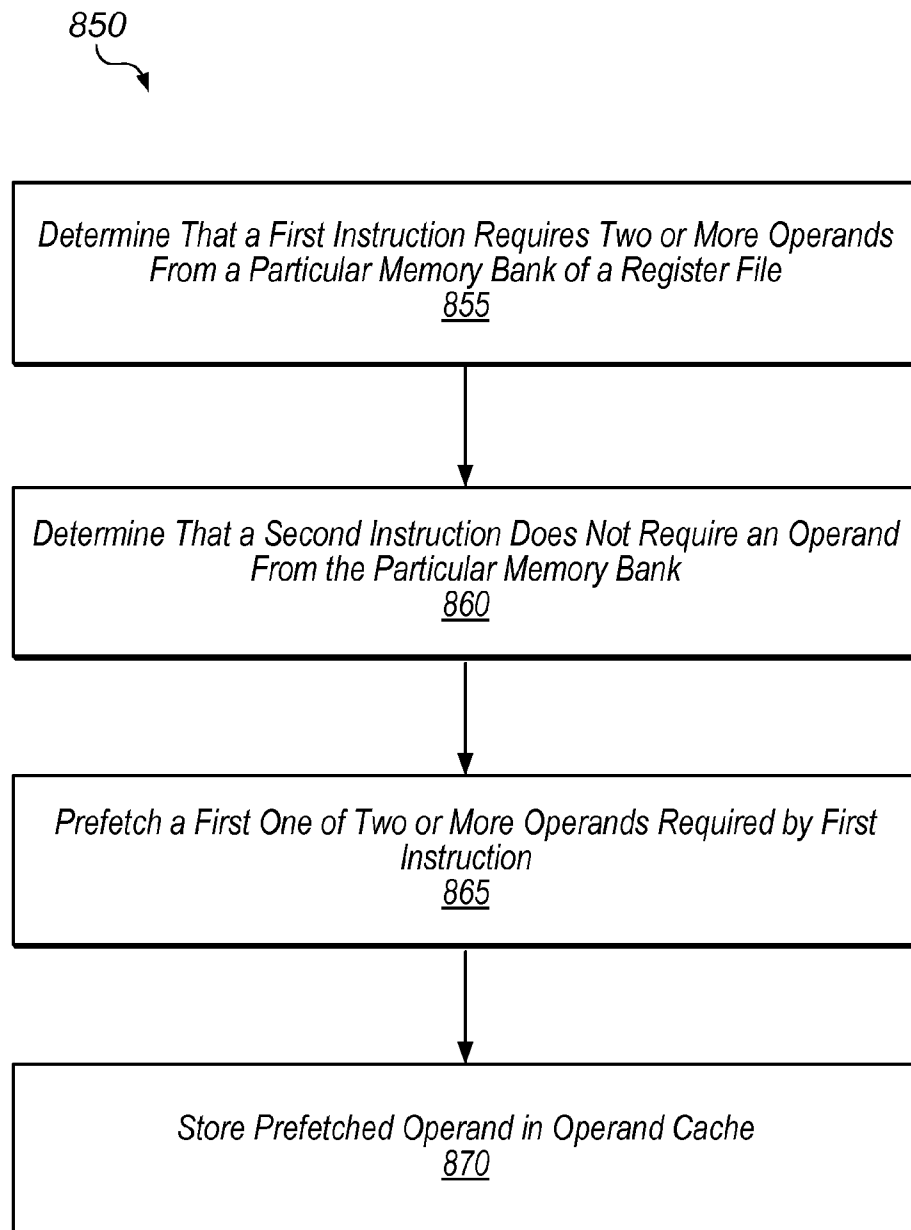 850
Determine That a First Instruction Requires Two or More Operands
From a Particular Memory Bank of a Register File
855
Determine That a Second Instruction Does Not Require an Operand
From the Particular Memory Bank
860
Prefetch a First One of Two or More Operands Required by First
Instruction
865
Store Prefetched Operand in Operand Cache
870